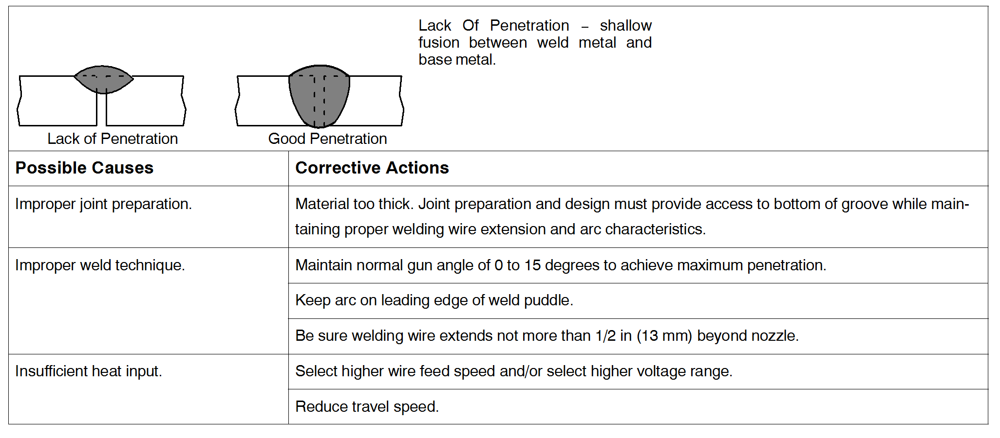 Lack Of Penetration – shallow
fusion between weld metal and
base metal.
Lack of Penetration
Good Penetration
Possible Causes
Corrective Actions
Improper joint preparation.
Material too thick. Joint preparation and design must provide access to bottom of groove while main-
taining proper welding wire extension and arc characteristics.
Improper weld technique.
Maintain normal gun angle of 0 to 15 degrees to achieve maximum penetration.
Keep arc on leading edge of weld puddle.
Be sure welding wire extends not more than 1/2 in (13 mm) beyond nozzle.
Insufficient heat input.
Select higher wire feed speed and/or select higher voltage range.
Reduce travel speed.